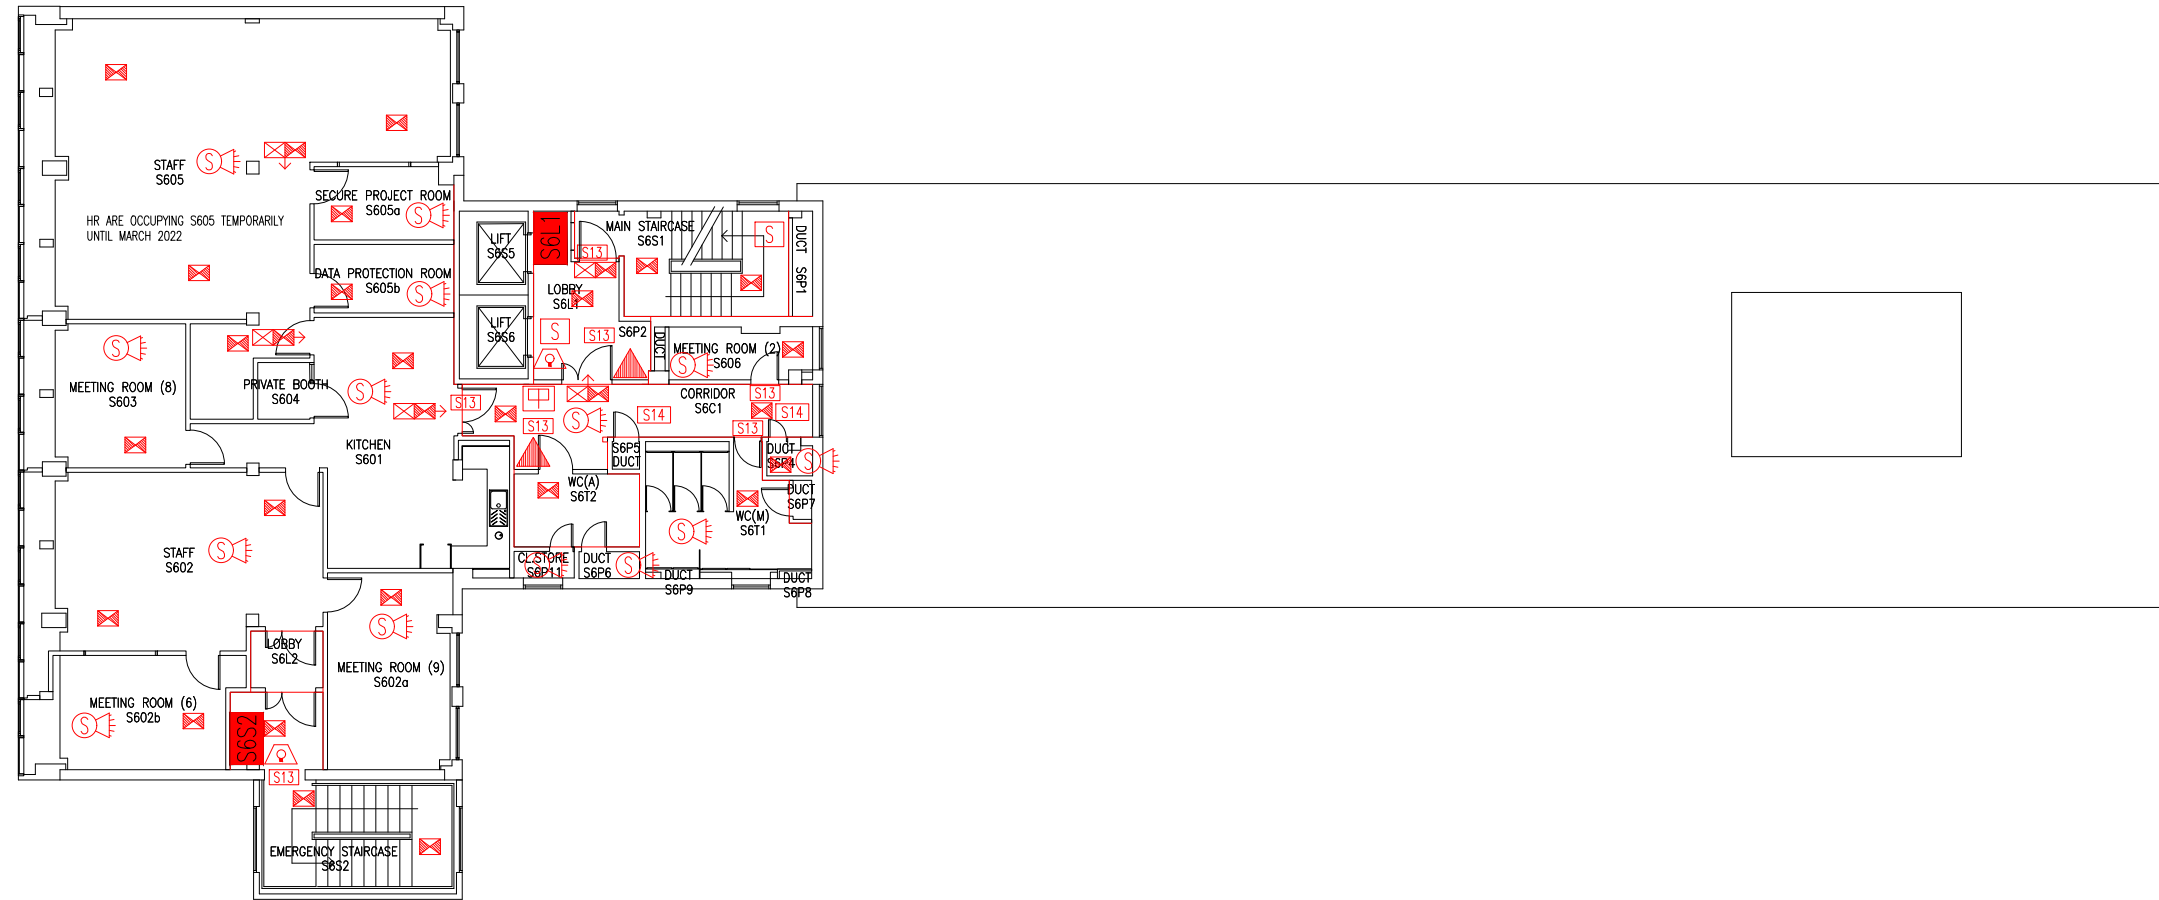 STAFF
S605
HR ARE OCCUPYING S605 TEMPORARILY
UNTIL MARCH 2022
S
SECURE PROJECT ROOM
S605a
S
DATA PROTECTION ROOM
S605b
S
LIFT
S6S5
LIFT
S6S6
S6L1
MAIN STAIRCASE
S6S1
S13
S
DUCT S6P1
LOBBY
S6L1
S
S13
S6P2
DUCT
MEETING ROOM (2)
S606
S
MEETING ROOM (8)
S603
S
PRIVATE BOOTH
S604
S
S13
CORRIDOR
S6C1
S13
S14
S14
S13
S
S13
KITCHEN
S601
S6P5
DUCT
DUCT
S6P4
S
DUCT
S6P7
WC(A)
S6T2
WC(M)
S6T1
S
STAFF
S602
S
CL.STORE
S6P11
S
DUCT
S6P6
S
DUCT
S6P9
DUCT
S6P8
LOBBY
S6L2
S
MEETING ROOM (9)
S602a
MEETING ROOM (6)
S602b
S
S6S2
S13
EMERGENCY STAIRCASE
S6S2